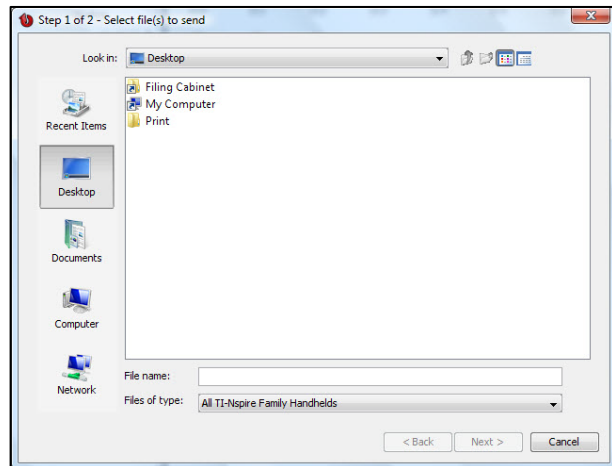 Step 1 of 2 - Select file(s) to send
Look in: Desktop
Filing Cabinet
My Computer
Print
Recent Items
Desktop
Documents
Computer
Network
File name:
Files of type: All TI-Nspire Family Handhelds
< Back Next > Cancel